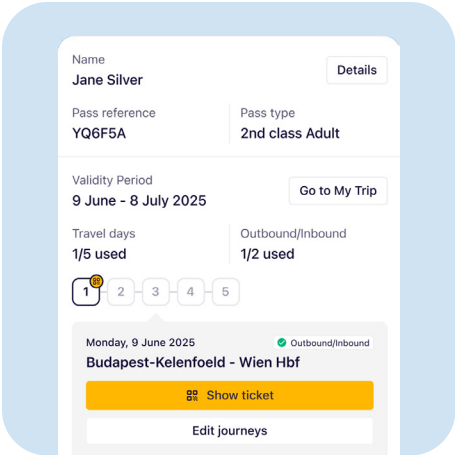 Name
Jane Silver
Details
Pass reference
YQ6F5A
Pass type
2nd class Adult
Validity Period
9 June - 8 July 2025
Go to My Trip
Travel days
1/5 used
Outbound/Inbound
1/2 used
1 2 3 4 5
Monday, 9 June 2025
Outbound/Inbound
Budapest-Kelenfoeld - Wien Hbf
Show ticket
Edit journeys